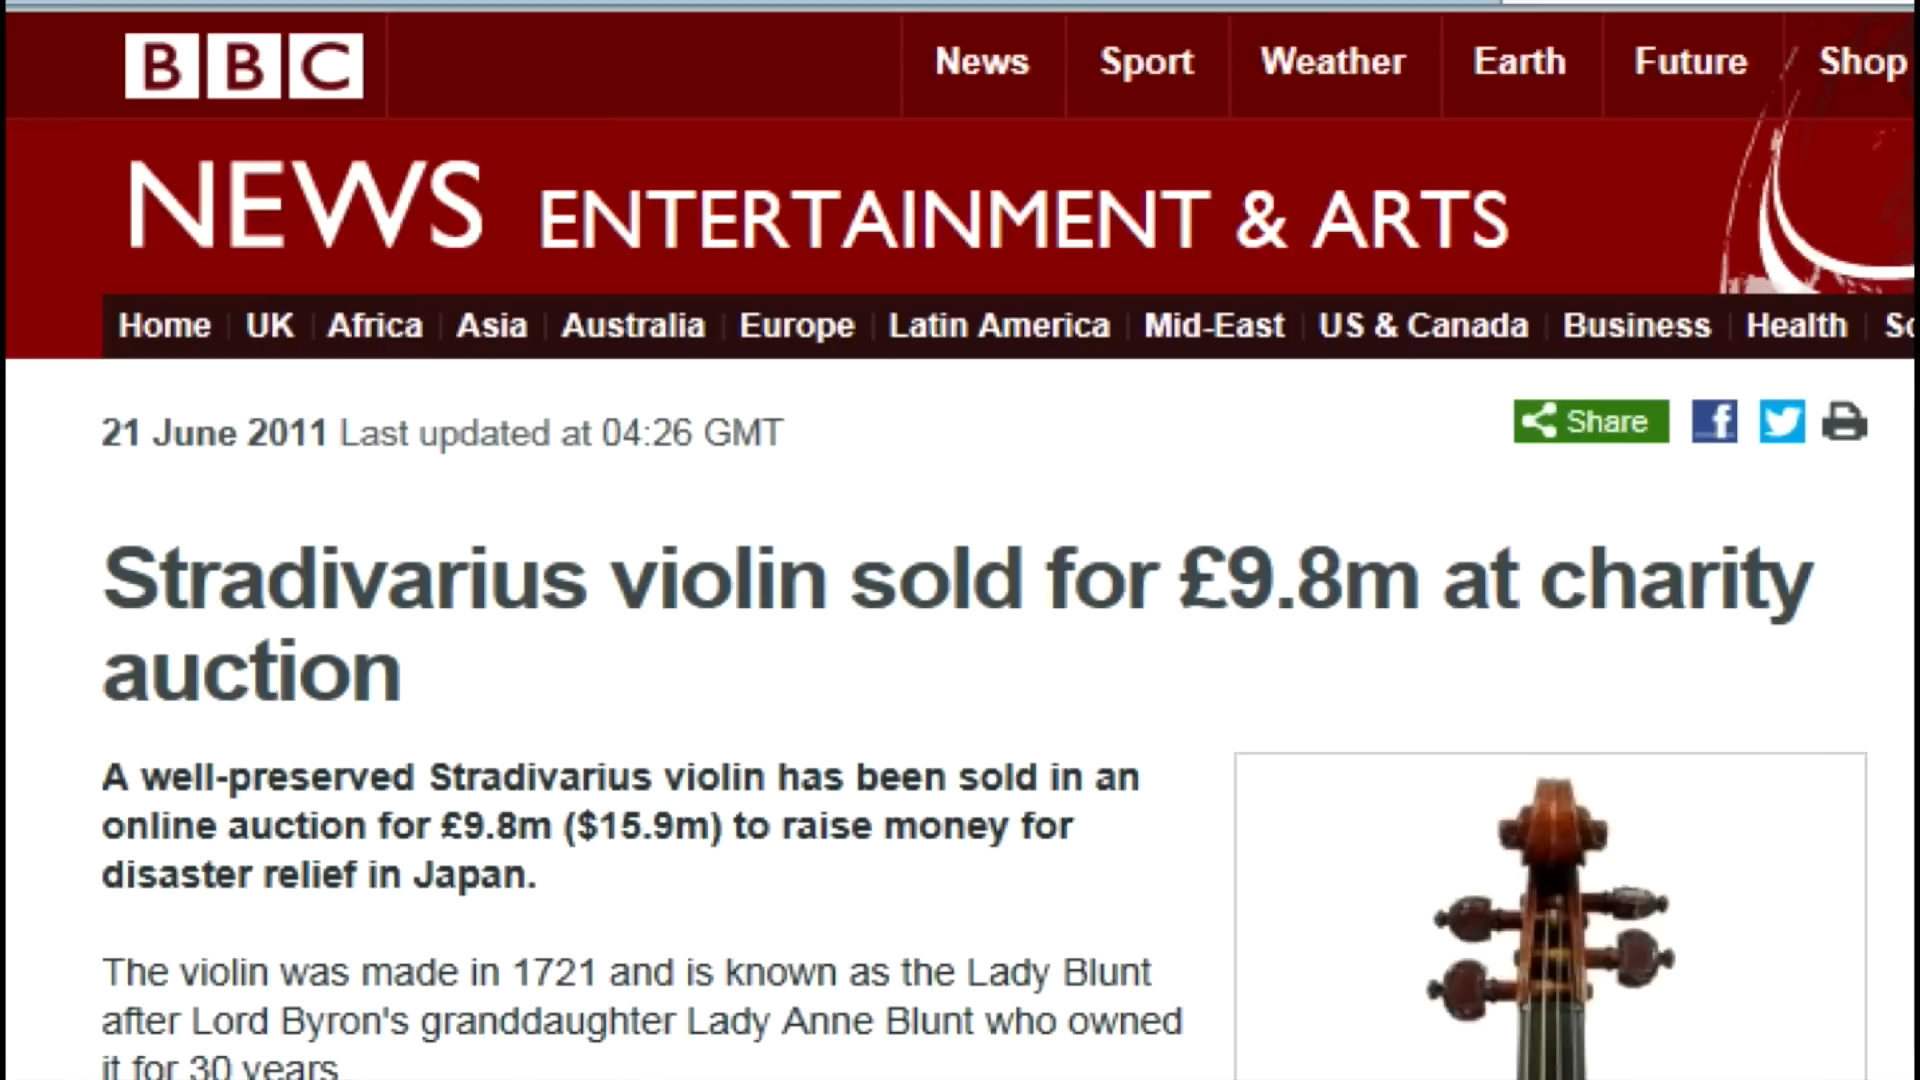 BBC News Sport Weather Earth Future Shop
NEWS ENTERTAINMENT & ARTS
Home UK Africa Asia Australia Europe Latin America Mid-East US & Canada Business Health
21 June 2011 Last updated at 04:26 GMT Share
Stradivarius violin sold for £9.8m at charity
auction
A well-preserved Stradivarius violin has been sold in an
online auction for £9.8m ($15.9m) to raise money for
disaster relief in Japan.
The violin was made in 1721 and is known as the Lady Blunt
after Lord Byron's granddaughter Lady Anne Blunt who owned
it for 30 years.